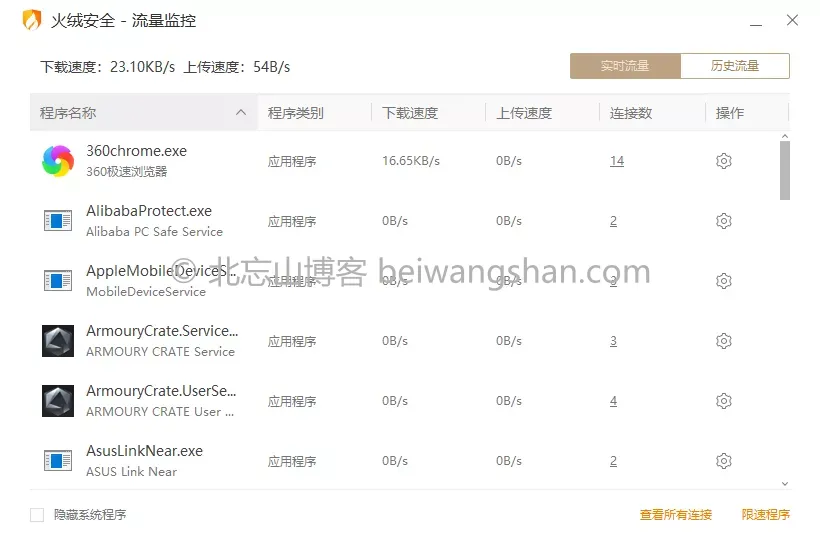 火绒安全 - 流量监控
下载速度：23.10KB/s 上传速度：54B/s
实时流量 历史流量
程序名称 程序类别 下载速度 上传速度 连接数 操作
360chrome.exe
360极速浏览器 应用程序 16.65KB/s 0B/s 14
AlibabaProtect.exe
Alibaba PC Safe Service 应用程序 0B/s 0B/s 2
AppleMobileDeviceS...
MobileDeviceService 应用程序 0B/s 0B/s 2
© 北忘山博客 beiwangshan.com
ArmouryCrate.Service...
ARMOURY CRATE Service 应用程序 0B/s 0B/s 3
ArmouryCrate.UserSe...
ARMOURY CRATE User ... 应用程序 0B/s 0B/s 4
AsusLinkNear.exe
ASUS Link Near 应用程序 0B/s 0B/s 2
隐藏系统程序 查看所有连接 限速程序